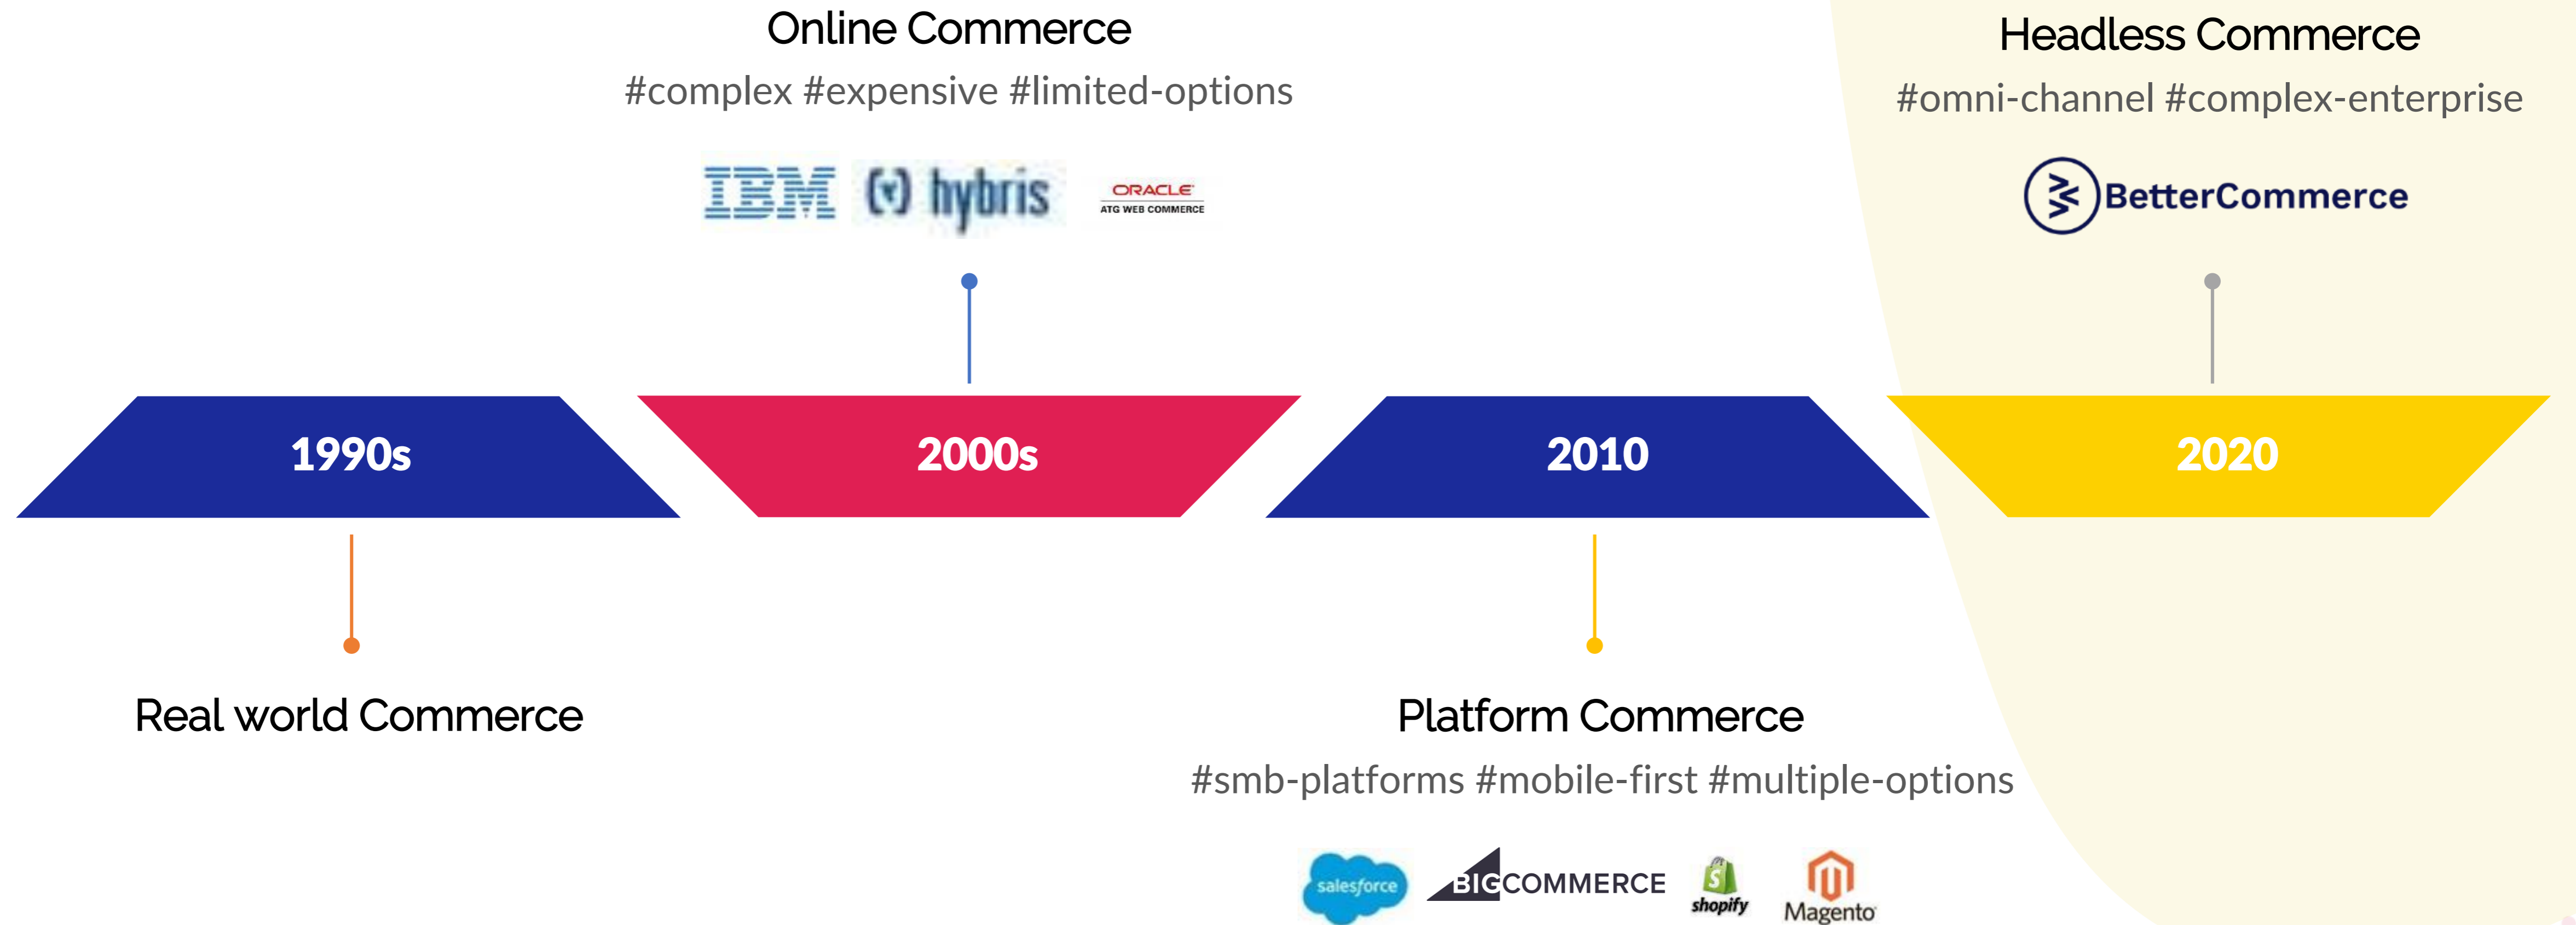 Online Commerce
#complex #expensive #limited-options
IBM hybris ORACLE
ATG WEB COMMERCE
Headless Commerce
#omni-channel #complex-enterprise
BetterCommerce
1990s
2000s
2010
2020
Real world Commerce
Platform Commerce
#smb-platforms #mobile-first #multiple-options
salesforce BIGCOMMERCE shopify Magento